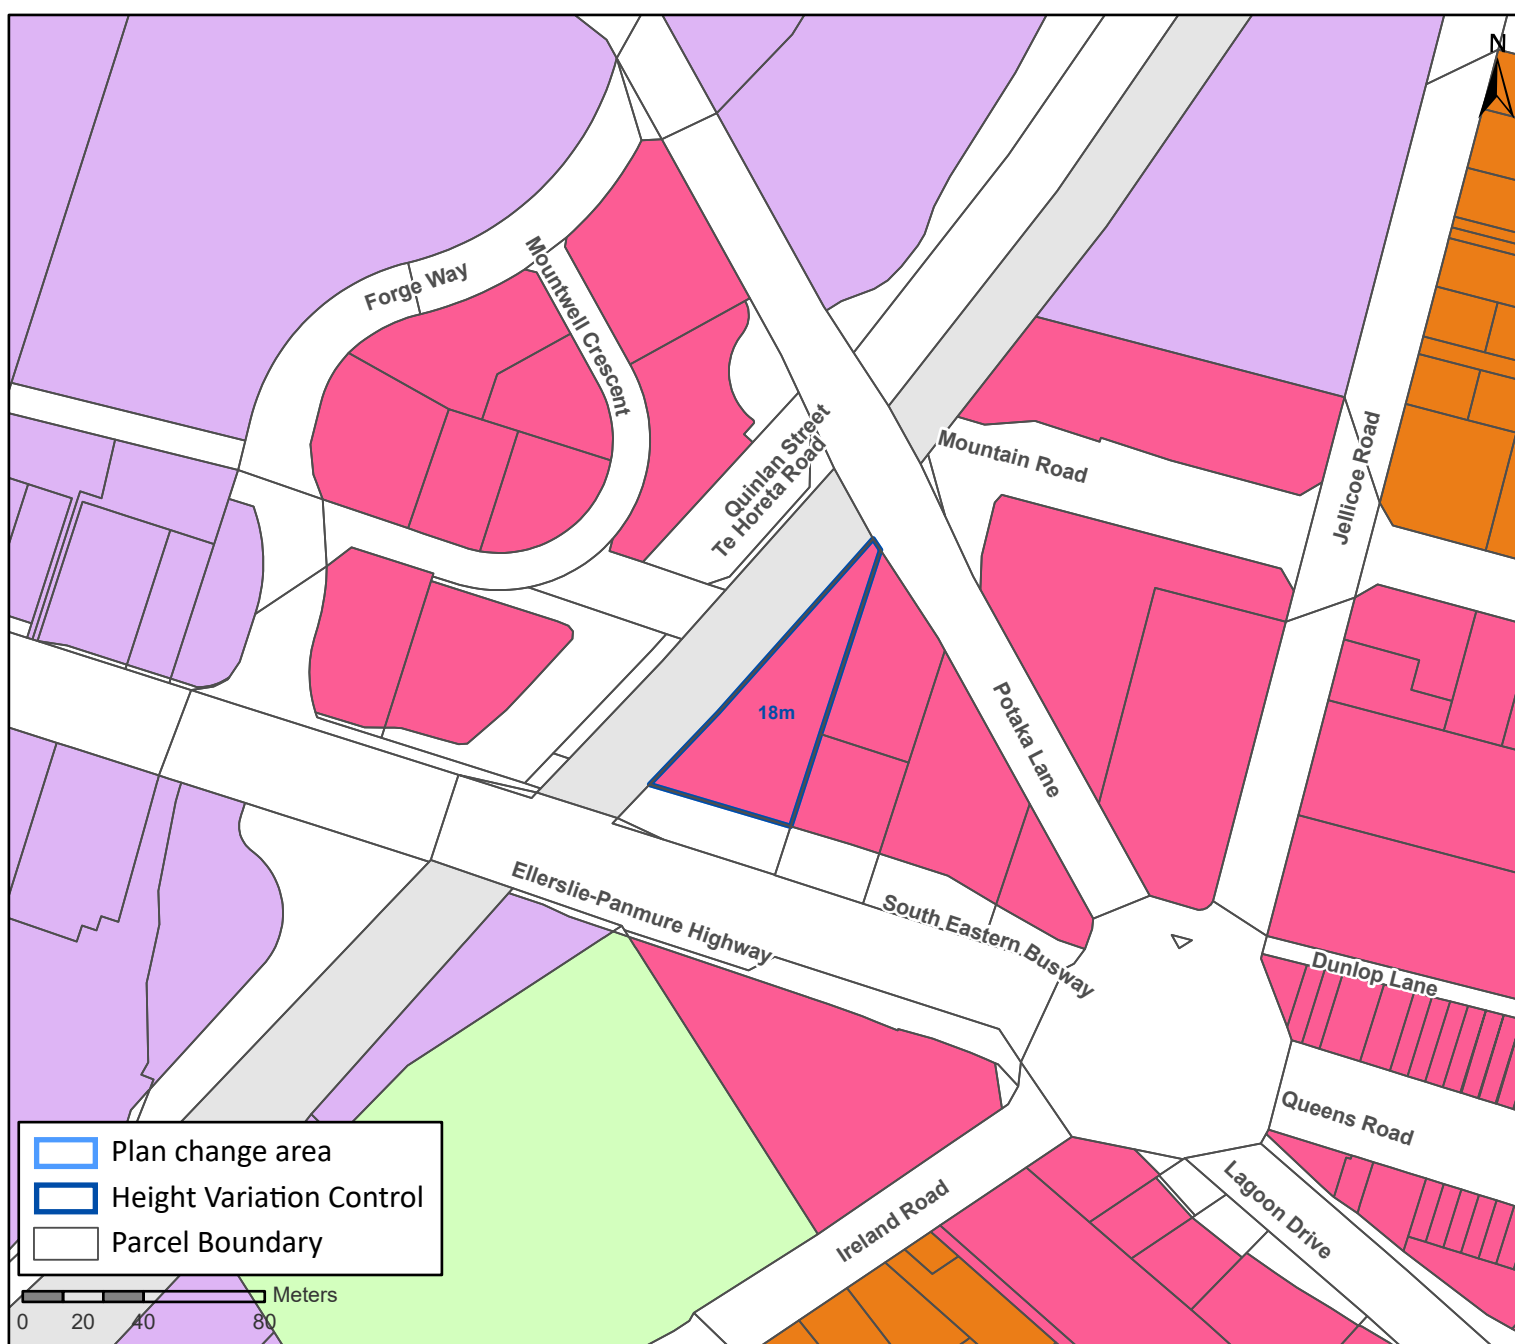 N
Forge Way
Mountwell Crescent
Quinlan Street
Te Horeta Road
Mountain Road
Jellicoe Road
18m
Potaka Lane
Ellerslie-Panmure Highway
South Eastern Busway
Dunlop Lane
Queens Road
Lagoon Drive
Ireland Road
Plan change area
Height Variation Control
Parcel Boundary
Meters
0 20 40 80